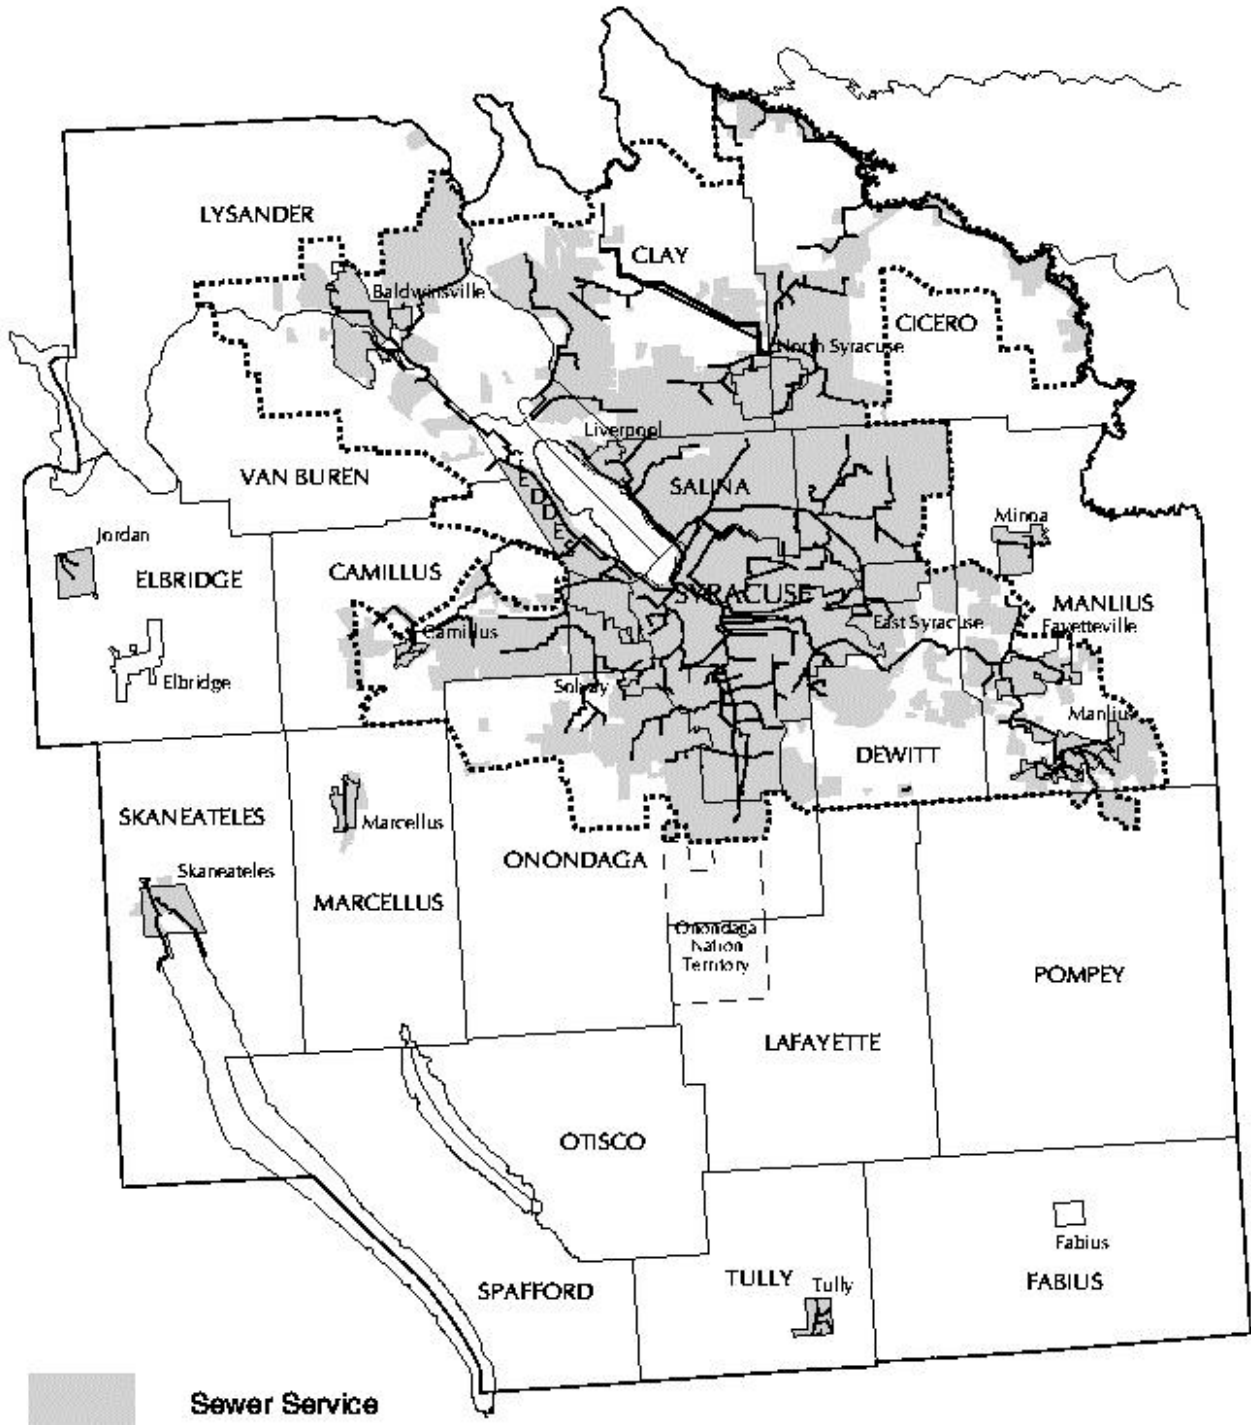 LYSANDER
CLAY
Baldwinsville
CICERO
North Syracuse
Liverpool
VAN BUREN
GEDDES
SALINA
Minoa
Jordan
ELBRIDGE
CAMILLUS
SYRACUSE
MANLIUS
Fayetteville
East Syracuse
Camillus
Elbridge
Solvay
Manlius
DEWITT
SKANEATELES
Marcellus
ONONDAGA
Skaneateles
MARCELLUS
Onondaga
Nation
Territory
POMPEY
LAFAYETTE
OTISCO
Fabius
SPAFFORD
TULLY
Tully
FABIUS
Sewer Service